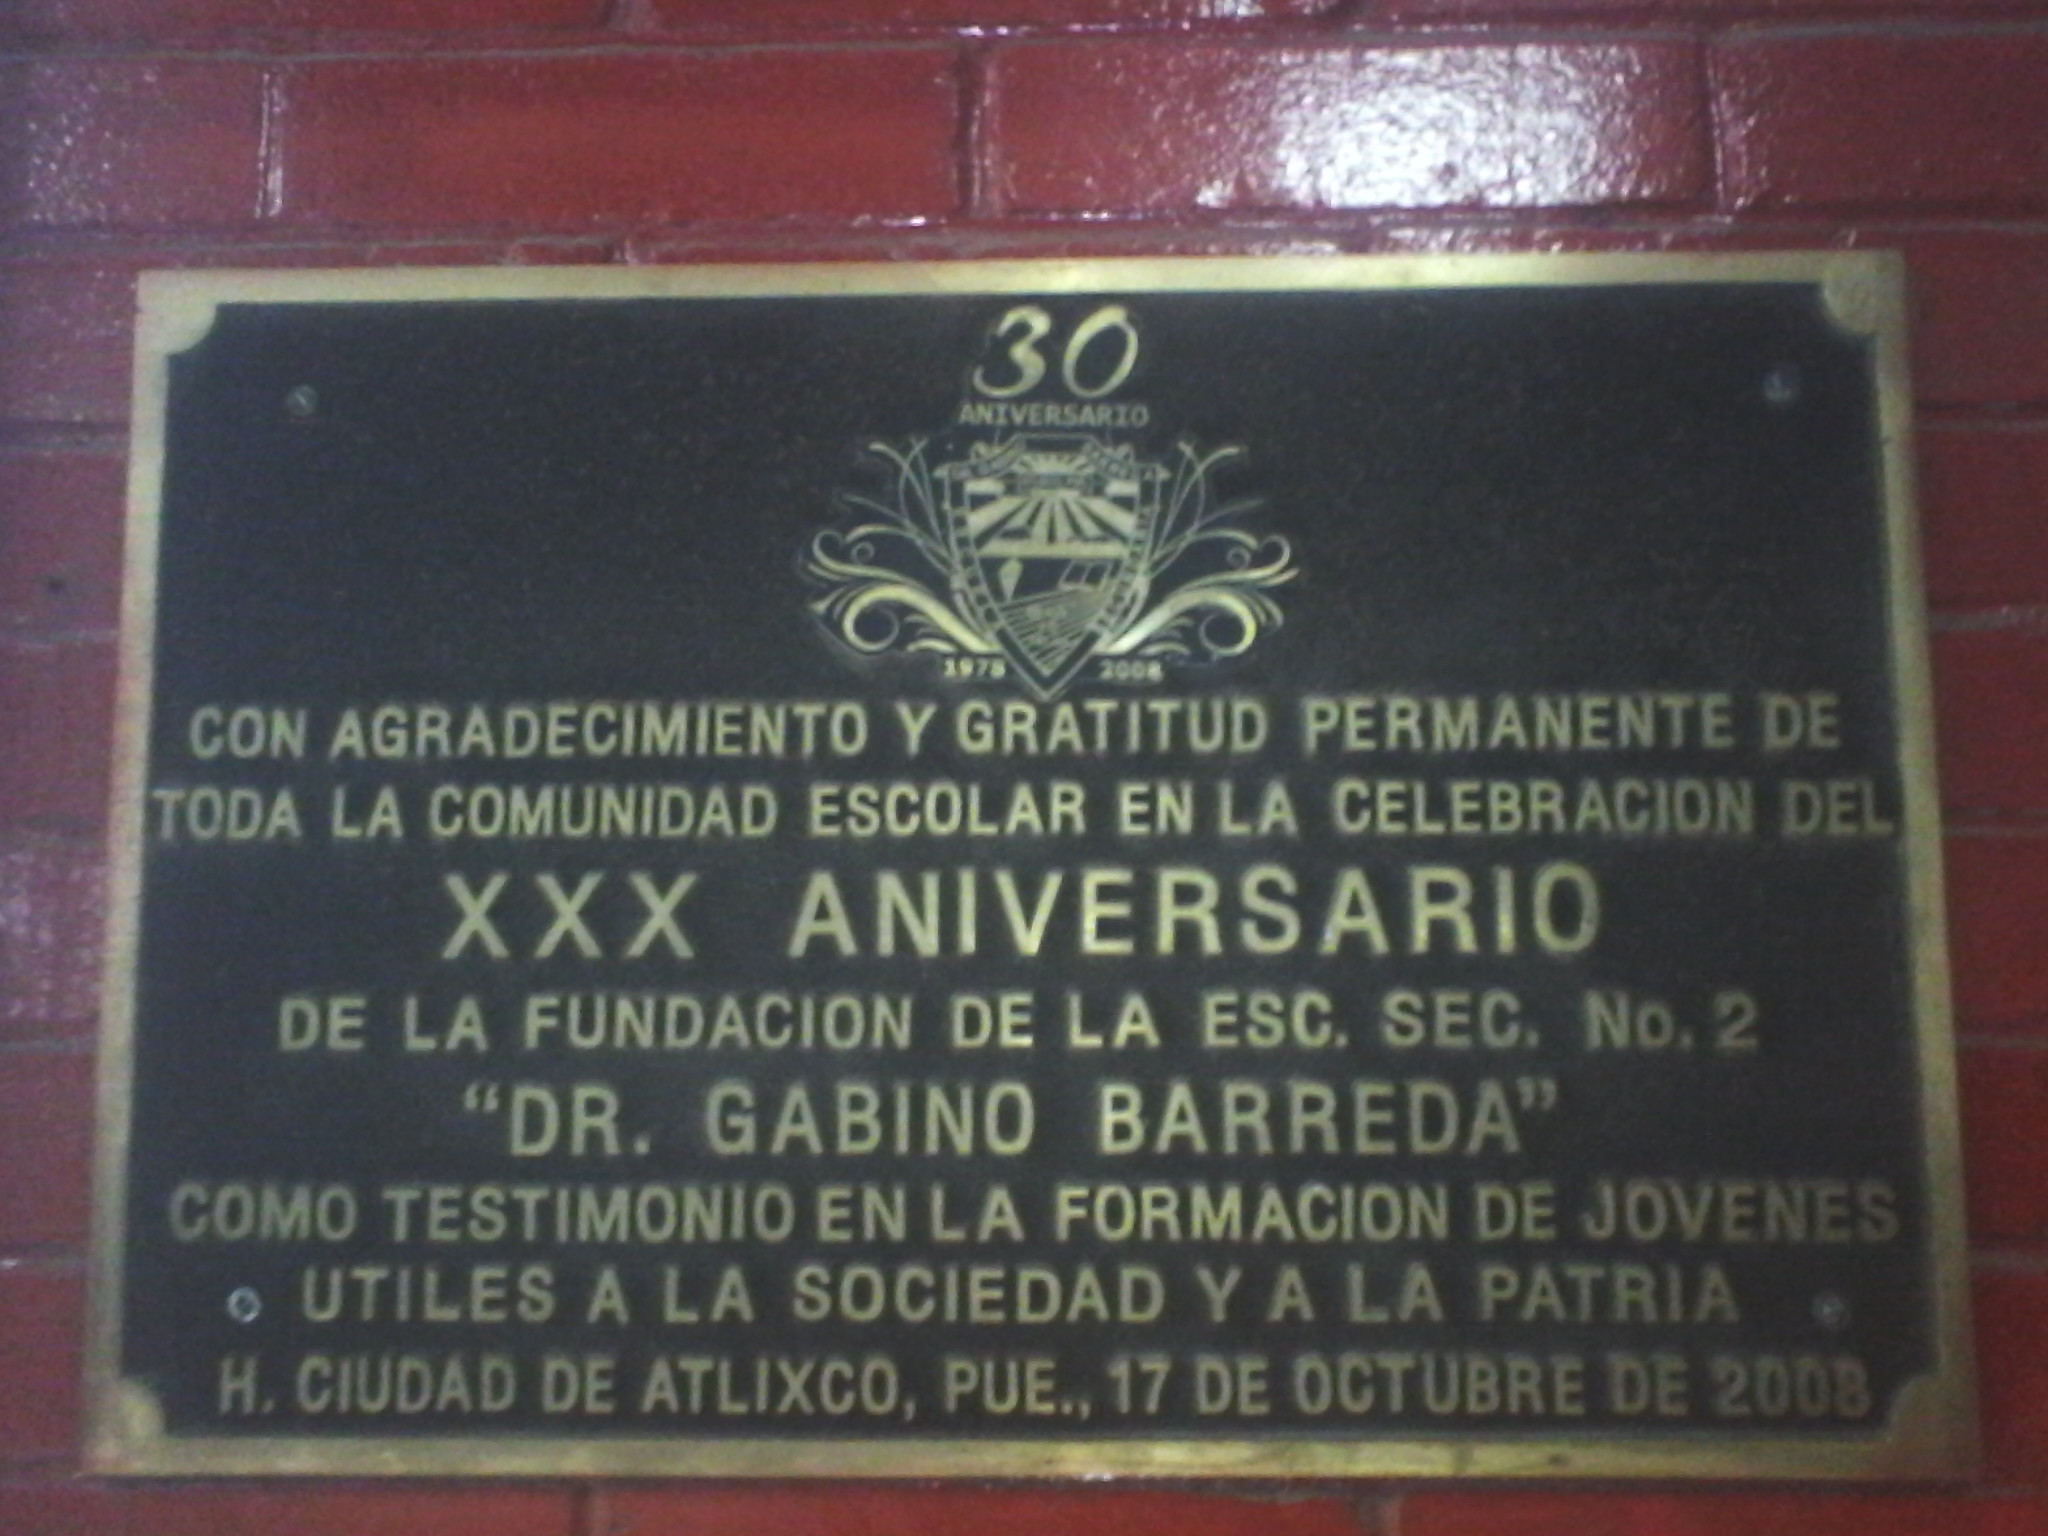 30
ANIVERSARIO
1978 2008
CON AGRADECIMIENTO Y GRATITUD PERMANENTE DE
TODA LA COMUNIDAD ESCOLAR EN LA CELEBRACION DEL
XXX ANIVERSARIO
DE LA FUNDACION DE LA ESC. SEC. No. 2
“DR. GABINO BARREDA”
COMO TESTIMONIO EN LA FORMACION DE JOVENES
UTILES A LA SOCIEDAD Y A LA PATRIA
H. CIUDAD DE ATLIXCO, PUE., 17 DE OCTUBRE DE 2008